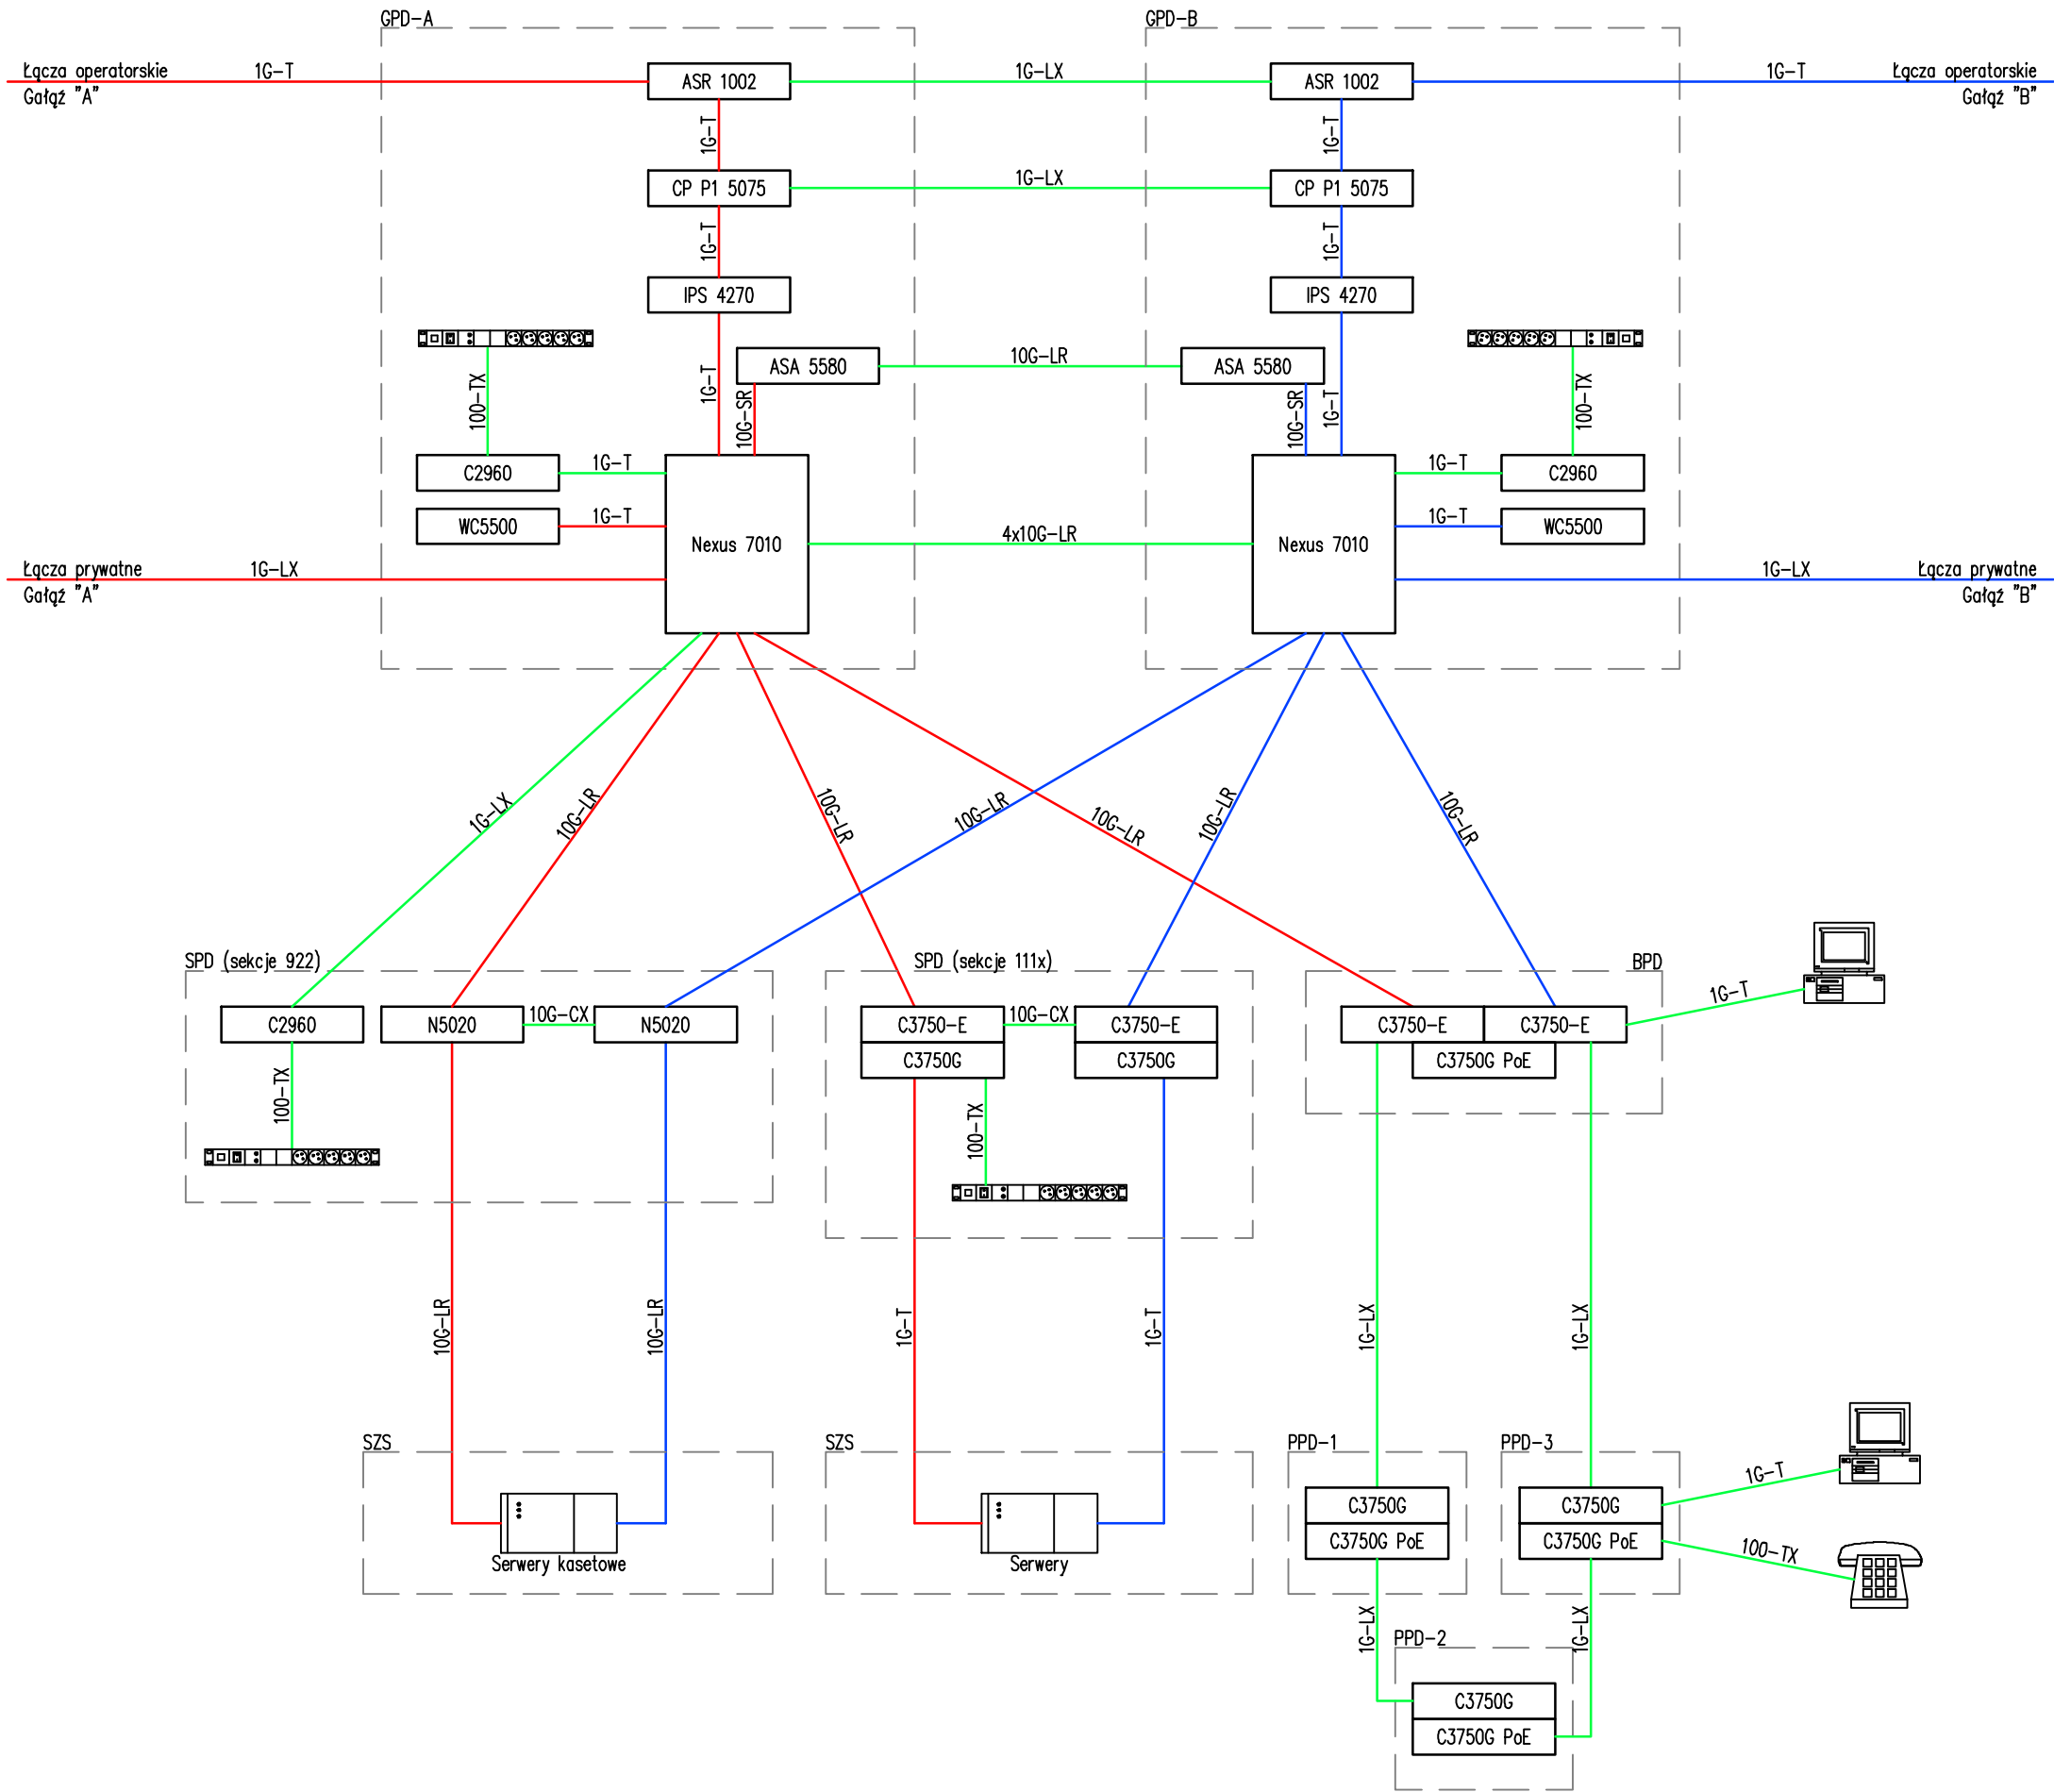 GPD-A
GPD-B
Łącza operatorskie
1G-T
ASR 1002
1G-LX
ASR 1002
1G-T
Łącza operatorskie
Gałąź "A"
Gałąź "B"
1G-T
1G-T
CP P1 5075
1G-LX
CP P1 5075
1G-T
1G-T
IPS 4270
IPS 4270
ASA 5580
10G-LR
ASA 5580
100-TX
1G-T
10G-SR
10G-SR
1G-T
100-TX
C2960
1G-T
1G-T
C2960
WC5500
1G-T
1G-T
WC5500
Nexus 7010
4x10G-LR
Nexus 7010
Łącza prywatne
1G-LX
1G-LX
Łącza prywatne
Gałąź "A"
Gałąź "B"
1G-LX
10G-LR
10G-LR
10G-LR
10G-LR
10G-LR
10G-LR
SPD (sekcje 922)
SPD (sekcje 111x)
BPD
C2960
N5020
10G-CX
N5020
C3750-E
10G-CX
C3750-E
C3750-E
C3750-E
1G-T
C3750G
C3750G
C3750G PoE
100-TX
100-TX
10G-LR
10G-LR
1G-T
1G-T
1G-LX
1G-LX
SZS
SZS
PPD-1
PPD-3
1G-T
C3750G
C3750G
C3750G PoE
C3750G PoE
100-TX
Serwery kasetowe
Serwery
1G-LX
1G-LX
PPD-2
C3750G
C3750G PoE